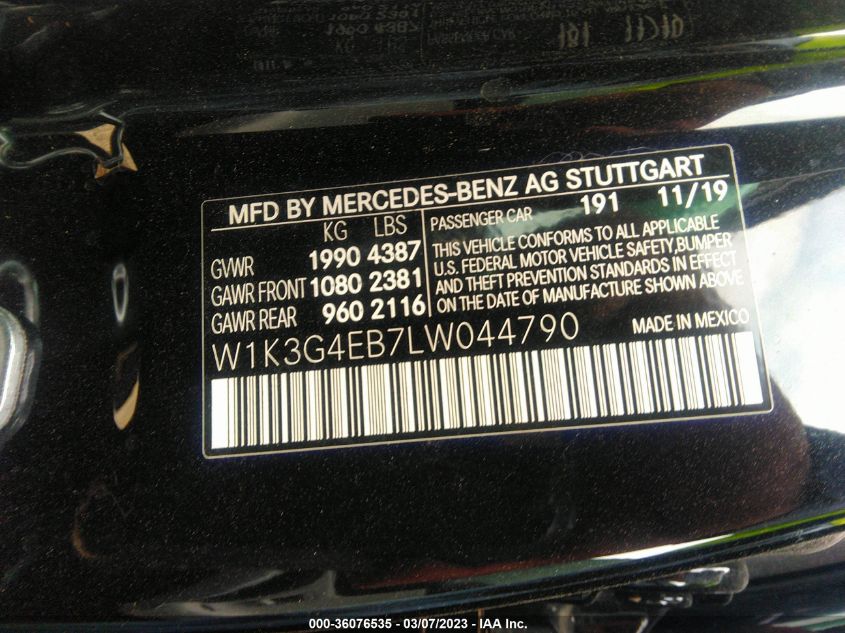 MFD BY MERCEDES-BENZ AG STUTTGART
KG LBS
GVWR 1990 4387
GAWR FRONT 1080 2381
GAWR REAR 960 2116
PASSENGER CAR 191 11/19
THIS VEHICLE CONFORMS TO ALL APPLICABLE
U.S. FEDERAL MOTOR VEHICLE SAFETY, BUMPER
AND THEFT PREVENTION STANDARDS IN EFFECT
ON THE DATE OF MANUFACTURE SHOWN ABOVE
W1K3G4EB7LW044790
MADE IN MEXICO
000-36076535 - 03/07/2023 - IAA Inc.